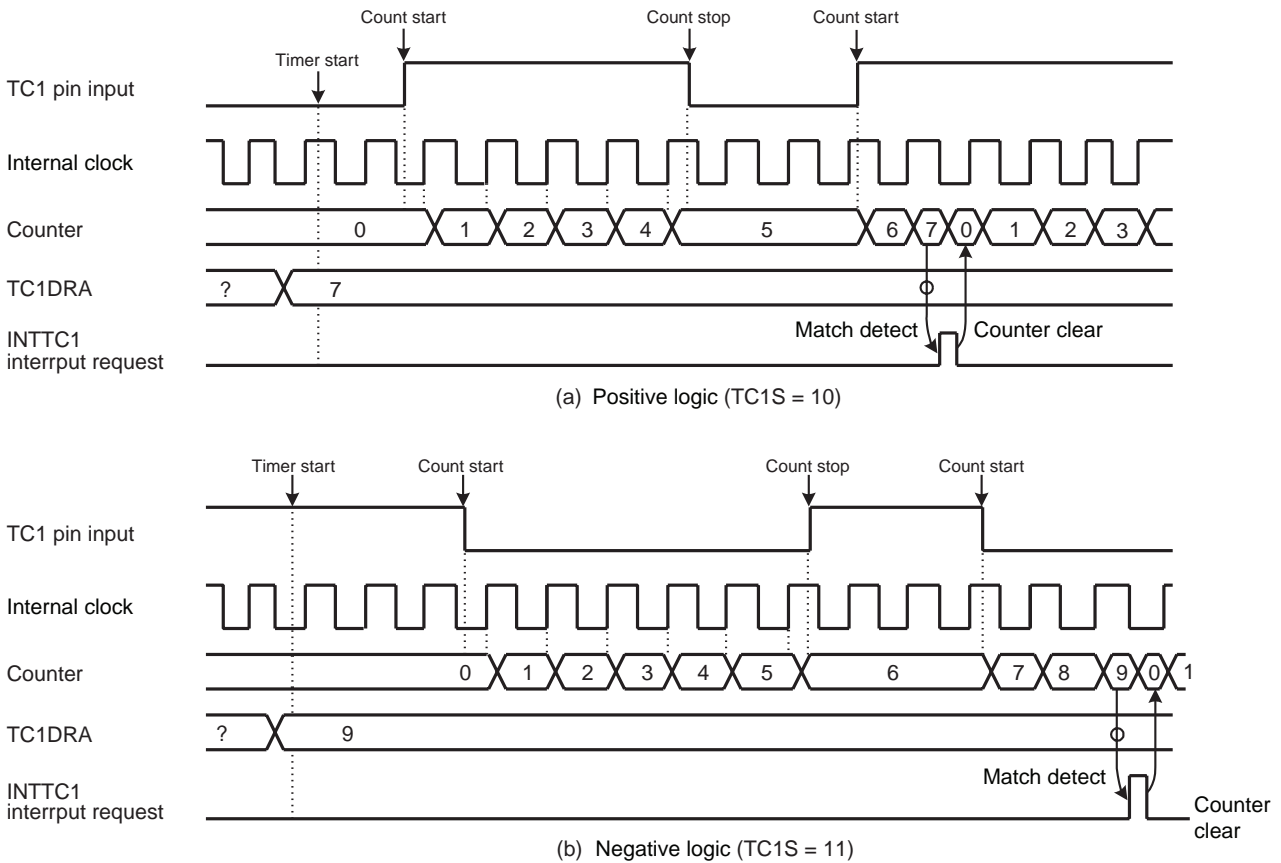 Count start Count stop Count start
Timer start
TC1 pin input
Internal clock
Counter 0 1 2 3 4 5 6 7 0 1 2 3
TC1DRA ? 7
Match detect Counter clear
INTTC1
interrput request
(a) Positive logic (TC1S = 10)
Timer start Count start Count stop Count start
TC1 pin input
Internal clock
Counter 0 1 2 3 4 5 6 7 8 9 0 1
TC1DRA ? 9
Match detect
INTTC1
interrput request
Counter
clear
(b) Negative logic (TC1S = 11)